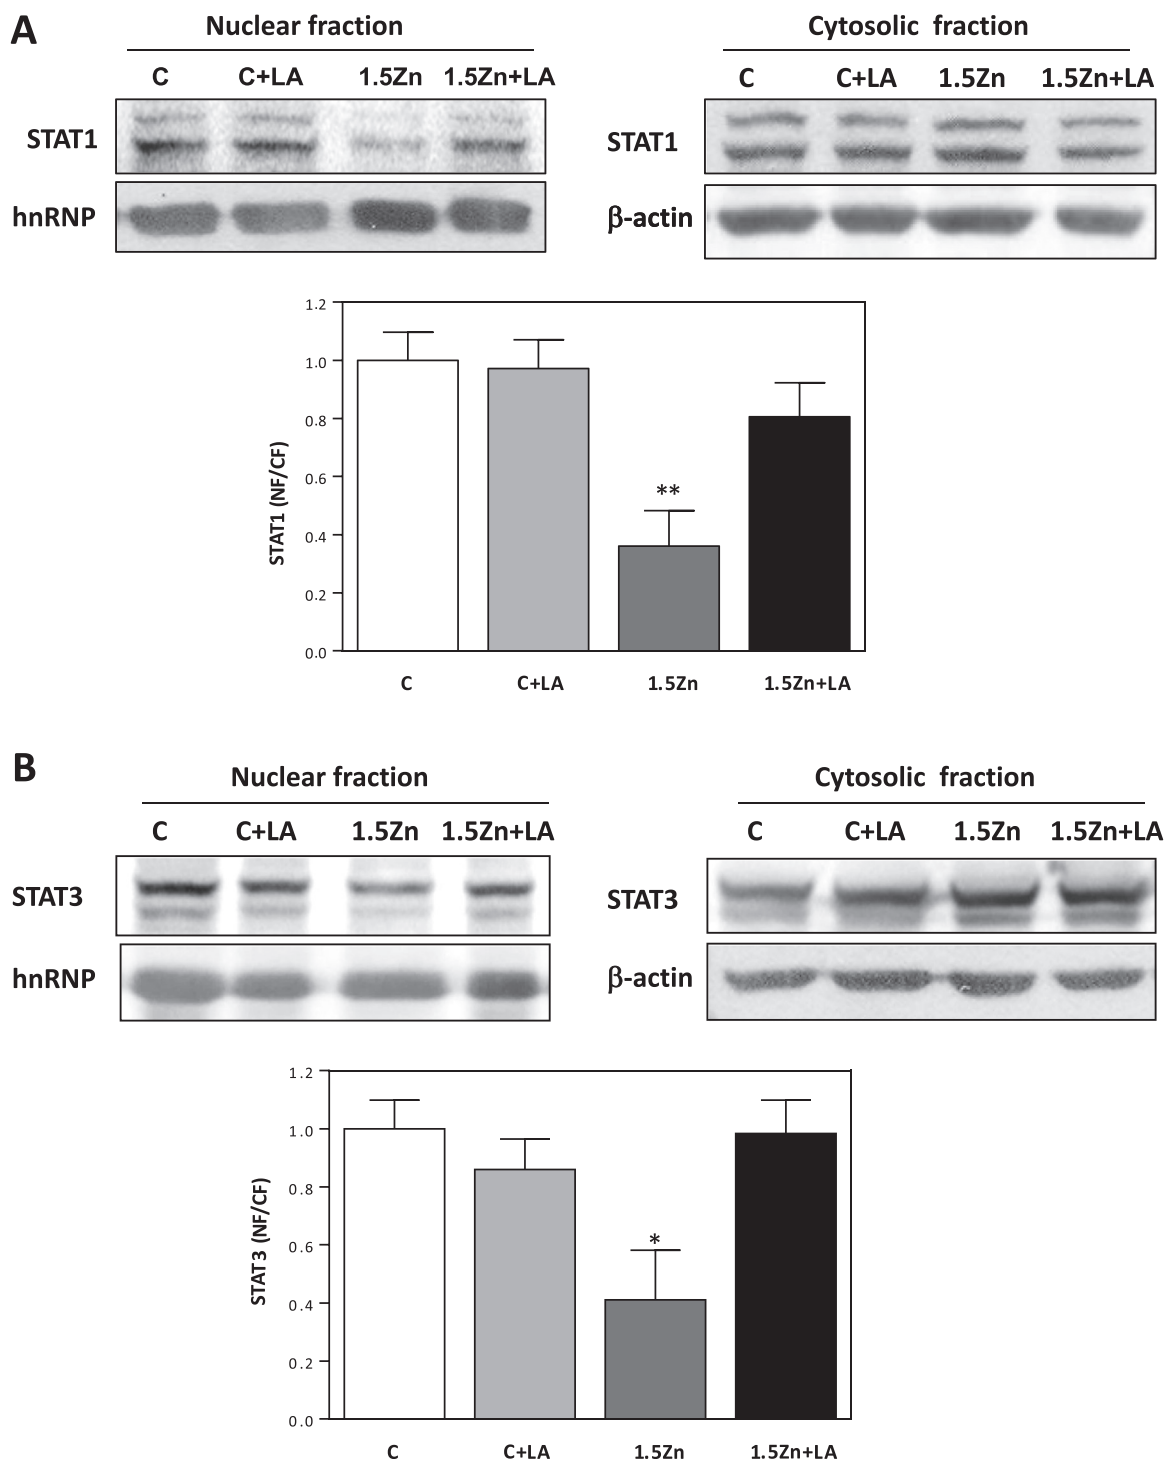 A
Nuclear fraction
Cytosolic fraction
C C+LA 1.5Zn 1.5Zn+LA
C C+LA 1.5Zn 1.5Zn+LA
STAT1
STAT1
hnRNP
β-actin
1.2
1.0
0.8
0.6
0.4
0.2
0.0
STAT1 (NF/CF)
**
C C+LA 1.5Zn 1.5Zn+LA
B
Nuclear fraction
Cytosolic fraction
C C+LA 1.5Zn 1.5Zn+LA
C C+LA 1.5Zn 1.5Zn+LA
STAT3
STAT3
hnRNP
β-actin
1.2
1.0
0.8
0.6
0.4
0.2
0.0
STAT3 (NF/CF)
*
C C+LA 1.5Zn 1.5Zn+LA